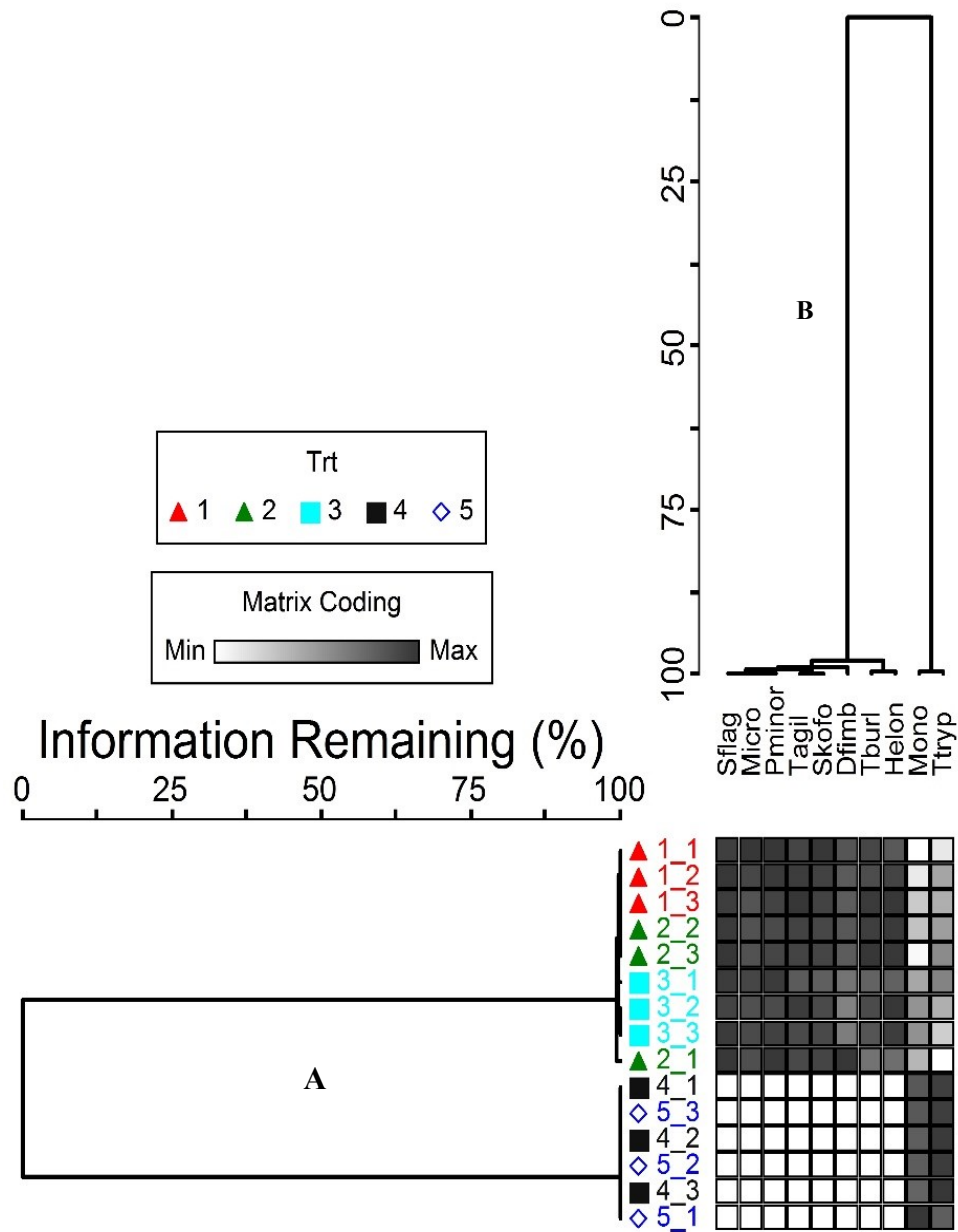 0
25
50
75
100
B
Trt
1 2 3 4 5
Matrix Coding
Min Max
Sflag
Micro
Pminor
Tagil
Skofo
Dfimb
Tburl
Helon
Mono
Ttryp
Information Remaining (%)
0 25 50 75 100
1_1
1_2
1_3
2_2
2_3
3_1
3_2
3_3
2_1
A
4_1
5_3
4_2
5_2
4_3
5_1